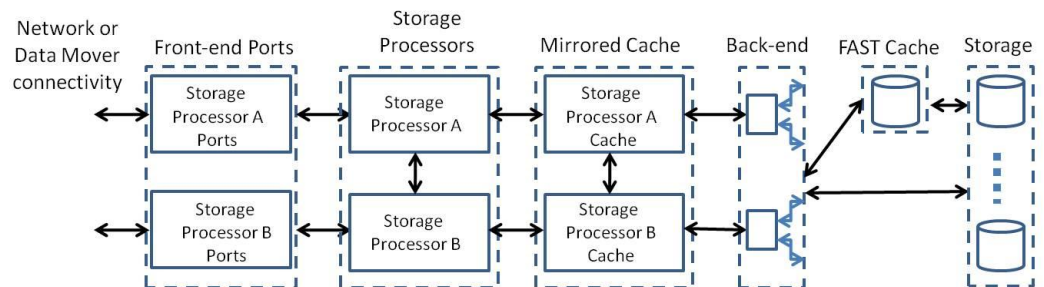 Network or
Data Mover
connectivity
Front-end Ports
Storage
Processors
Mirrored Cache
Back-end
FAST Cache
Storage
Storage
Processor A
Ports
Storage
Processor A
Storage
Processor A
Cache
Storage
Processor B
Ports
Storage
Processor B
Storage
Processor B
Cache